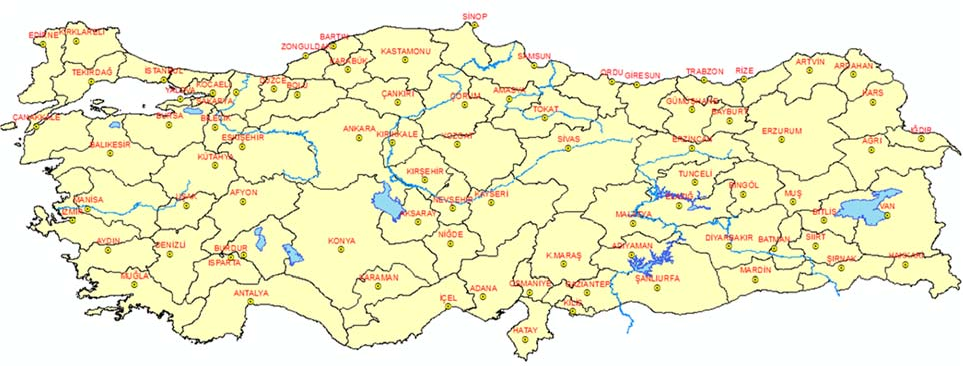 SİNOP
EDİRNE
KIRKLARELİ
BARTIN
ZONGULDAK
KASTAMONU
SAMSUN
KARABÜK
TEKİRDAĞ
İSTANBUL
ORDU
GİRESUN
TRABZON
RİZE
ARTVİN
ARDAHAN
KOCAELİ
DÜZCE
BOLU
YALOVA
SAKARYA
ÇANKIRI
ÇORUM
AMASYA
TOKAT
GÜMÜŞHANE
BAYBURT
KARS
ÇANAKKALE
BURSA
BİLECİK
BALIKESİR
ESKİŞEHİR
ANKARA
KIRIKKALE
YOZGAT
SİVAS
ERZİNCAN
ERZURUM
IĞDIR
AĞRI
KÜTAHYA
KIRŞEHİR
TUNCELİ
BİNGÖL
MUŞ
MANİSA
UŞAK
AFYON
NEVŞEHİR
KAYSERİ
ELAZIĞ
İZMİR
AKSARAY
MALATYA
BİTLİS
VAN
AYDIN
DENİZLİ
BURDUR
ISPARTA
KONYA
NİĞDE
ADIYAMAN
DİYARBAKIR
BATMAN
SİİRT
K.MARAŞ
MUĞLA
KARAMAN
ŞANLIURFA
MARDİN
ŞIRNAK
HAKKARİ
ANTALYA
İÇEL
ADANA
OSMANİYE
GAZİANTEP
KİLİS
HATAY